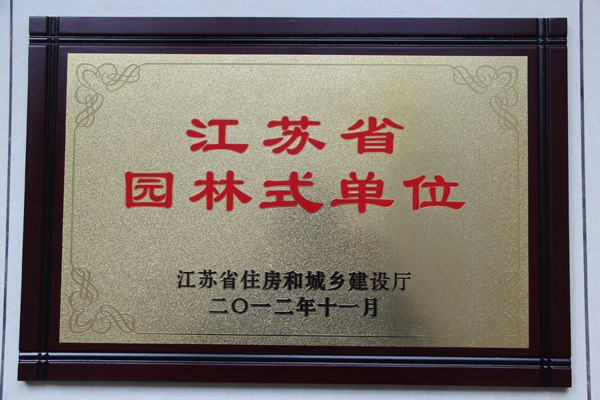 江苏省
园林式单位
江苏省住房和城乡建设厅
二〇一二年十一月